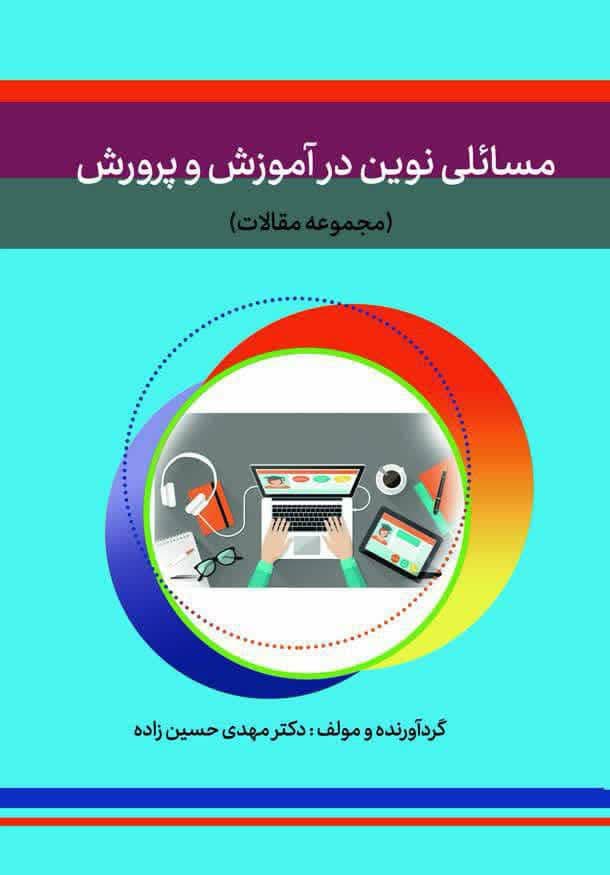 مسائلی نوین در آموزش و پرورش
(مجموعه مقالات)
گردآورنده و مولف : دکتر مهدی حسین زاده